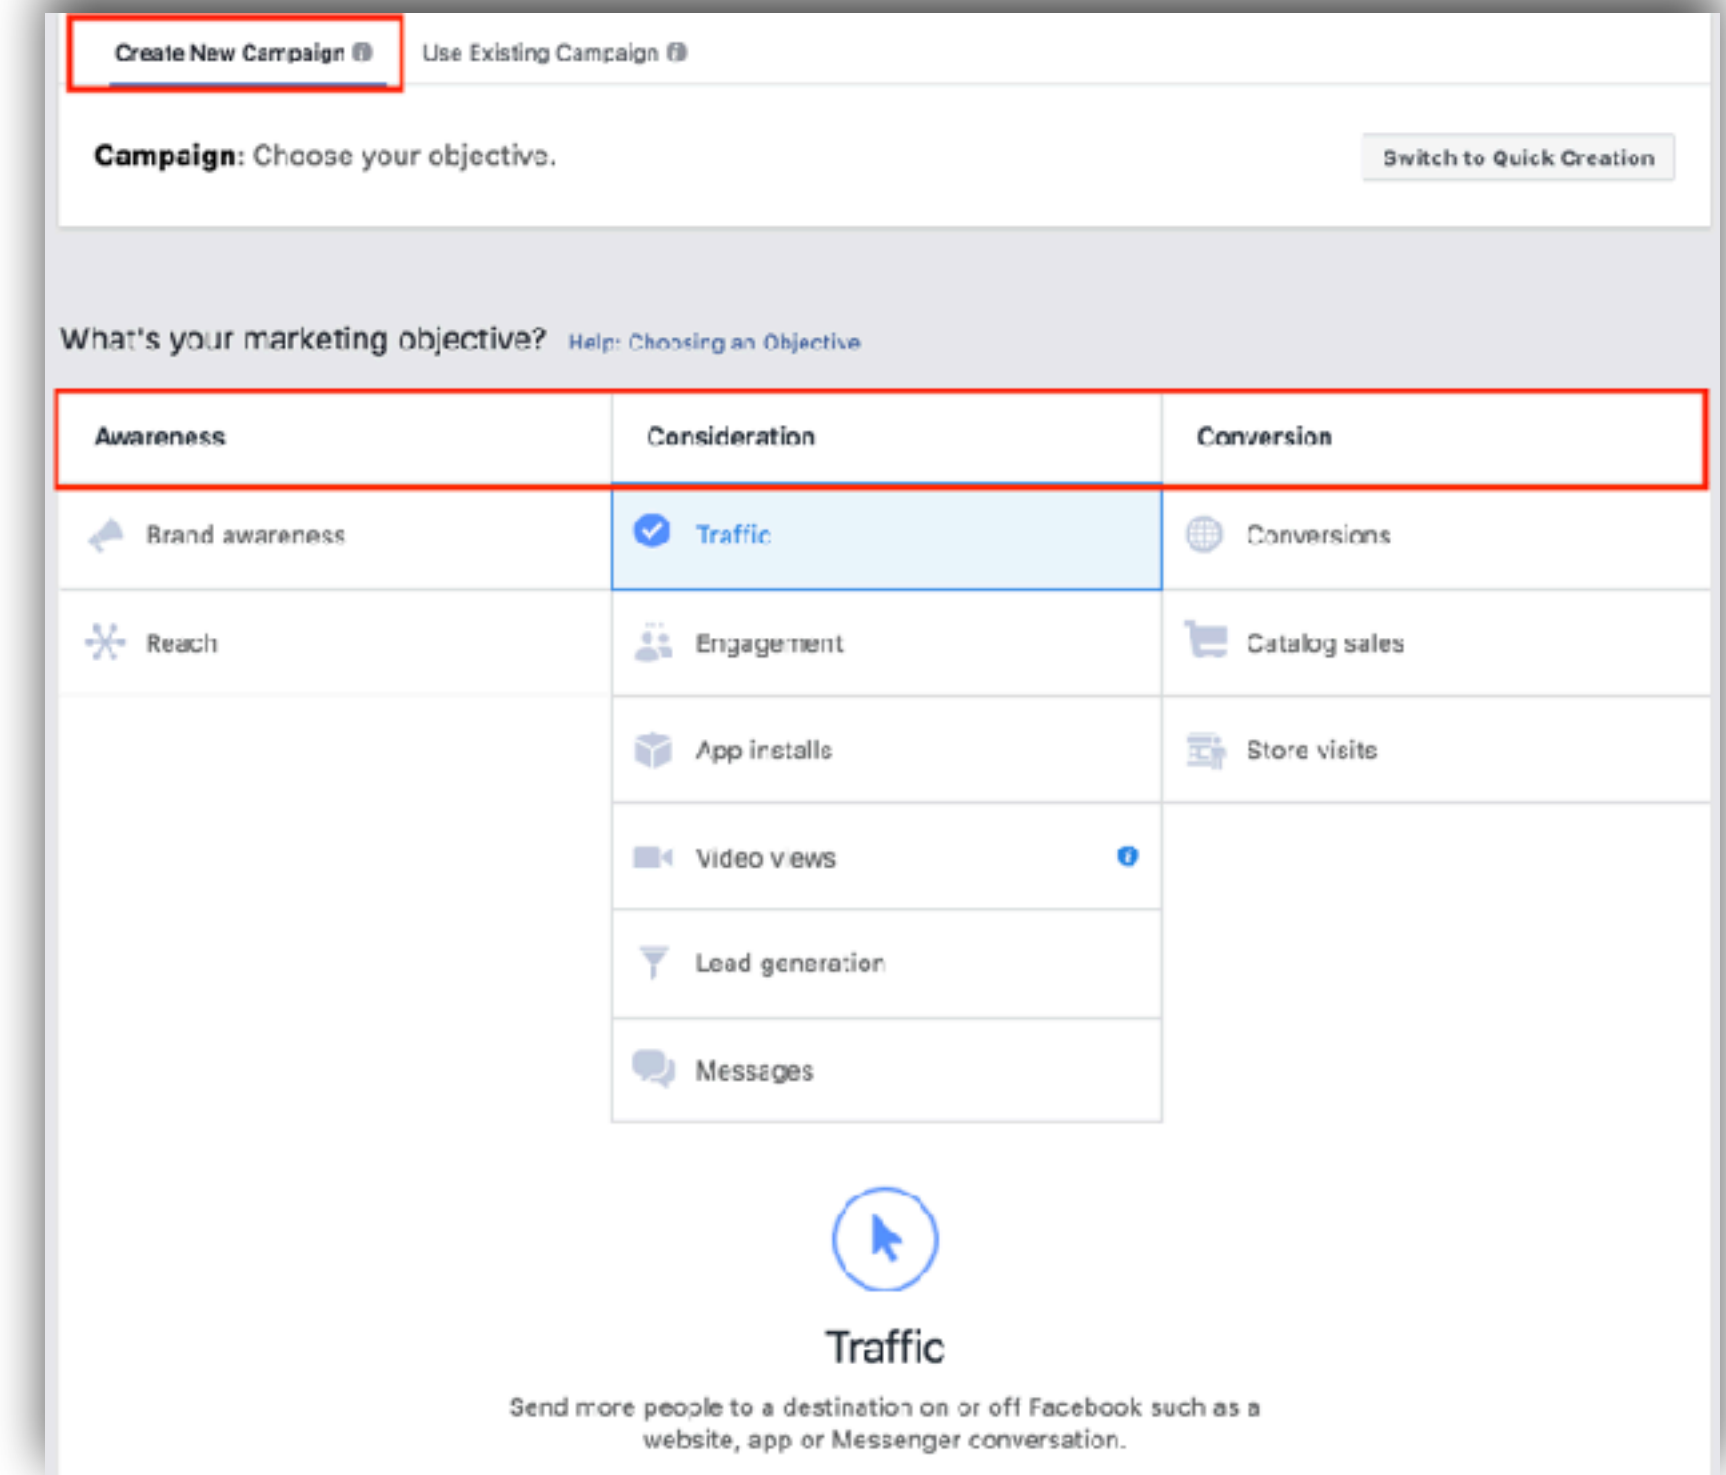 Create New Campaign Use Existing Campaign
Campaign: Choose your objective. Switch to Quick Creation
What's your marketing objective? Help: Choosing an Objective
Awareness Consideration Conversion
Brand awareness Traffic Conversions
Reach Engagement Catalog sales
App installs Store visits
Video views
Lead generation
Messages
Traffic
Send more people to a destination on or off Facebook such as a
website, app or Messenger conversation.